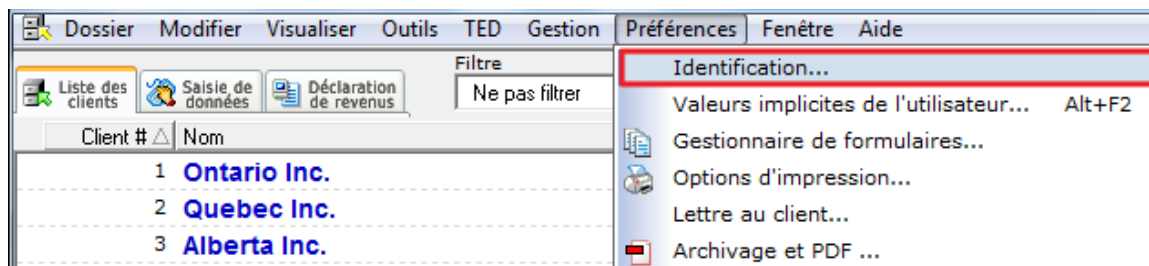 Dossier Modifier Visualiser Outils TED Gestion Préférences Fenêtre Aide
Liste des clients Saisie de données Déclaration de revenus
Filtre
Ne pas filtrer
Client # Nom
1 Ontario Inc.
2 Quebec Inc.
3 Alberta Inc.
Identification...
Valeurs implicites de l'utilisateur... Alt+F2
Gestionnaire de formulaires...
Options d'impression...
Lettre au client...
Archivage et PDF ...